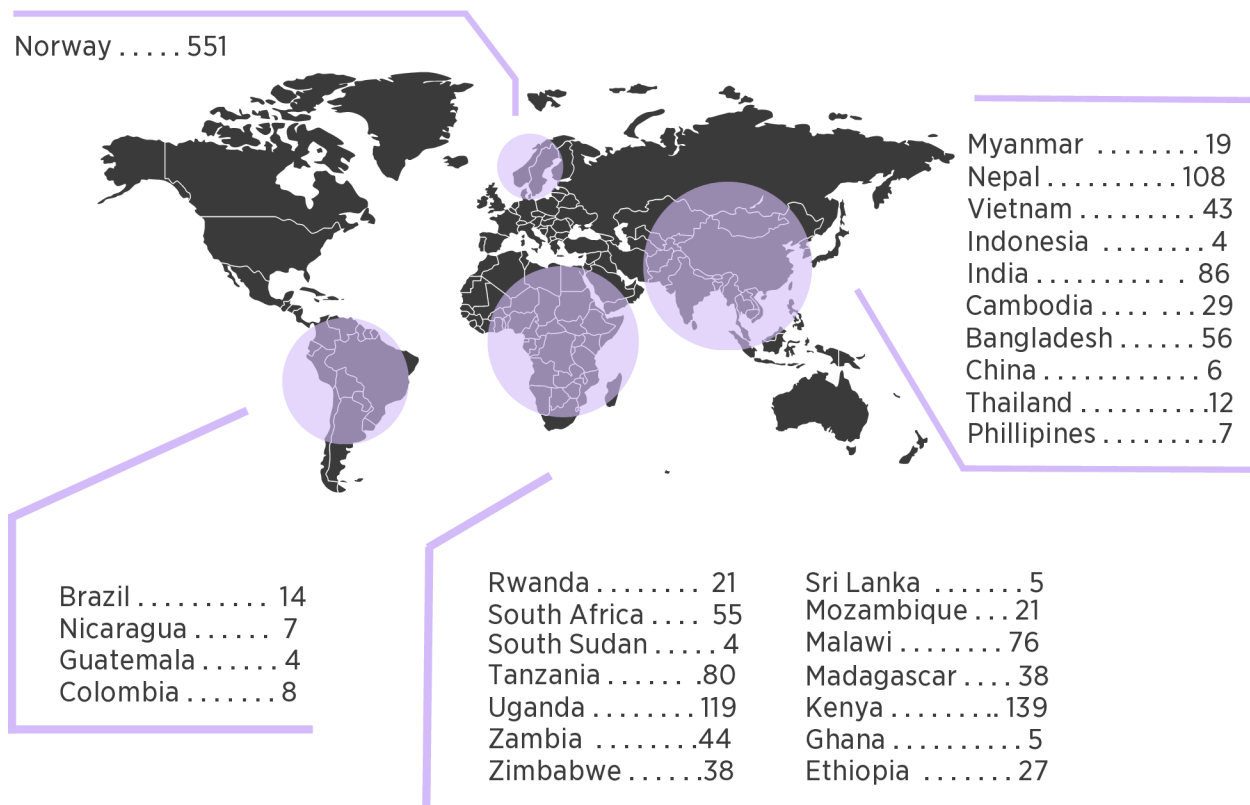 Norway . . . . . 551
Myanmar . . . . . . . . 19
Nepal . . . . . . . . . . 108
Vietnam . . . . . . . . . 43
Indonesia . . . . . . . . 4
India . . . . . . . . . . . 86
Cambodia . . . . . . . 29
Bangladesh . . . . . . 56
China . . . . . . . . . . . . 6
Thailand . . . . . . . . . .12
Phillipines . . . . . . . . .7
Brazil . . . . . . . . . . 14
Nicaragua . . . . . . 7
Guatemala . . . . . . 4
Colombia . . . . . . . 8
Rwanda . . . . . . . . 21
South Africa . . . . 55
South Sudan . . . . . 4
Tanzania . . . . . . .80
Uganda . . . . . . . . 119
Zambia . . . . . . . .44
Zimbabwe . . . . . .38
Sri Lanka . . . . . . . 5
Mozambique . . . 21
Malawi . . . . . . . . 76
Madagascar . . . . 38
Kenya . . . . . . . .. 139
Ghana . . . . . . . . . . 5
Ethiopia . . . . . . . 27